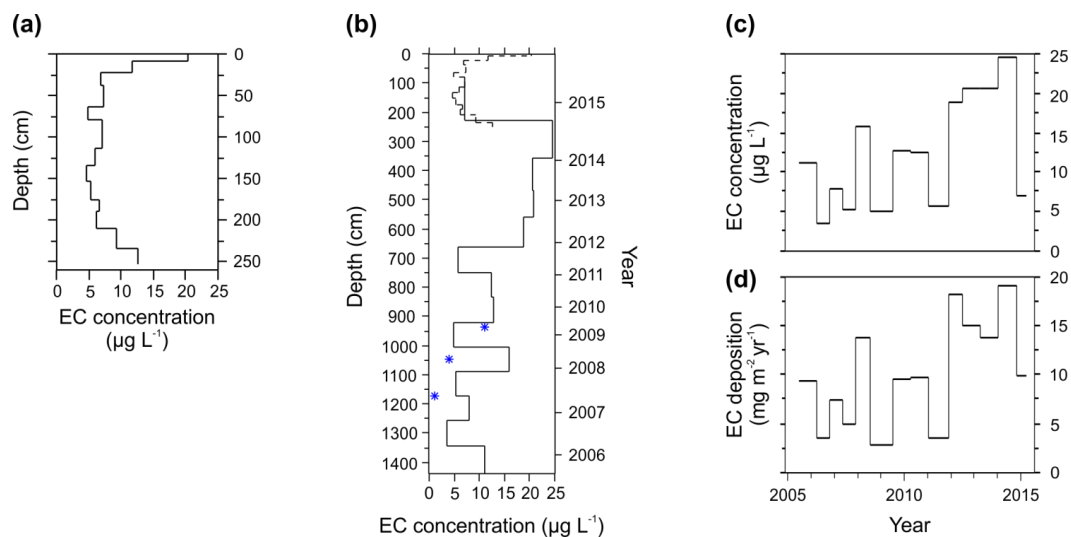 (a)
0
50
100
150
200
250
Depth (cm)
0 5 10 15 20 25
EC concentration
(µg L⁻¹)
(b)
0
100
200
300
400
500
600
700
800
900
1000
1100
1200
1300
1400
Depth (cm)
2015
2014
2013
2012
2011
2010
2009
2008
2007
2006
Year
0 5 10 15 20 25
EC concentration (µg L⁻¹)
(c)
EC concentration
(µg L⁻¹)
25
20
15
10
5
0
(d)
EC deposition
(mg m⁻² yr⁻¹)
20
15
10
5
0
2005 2010 2015
Year